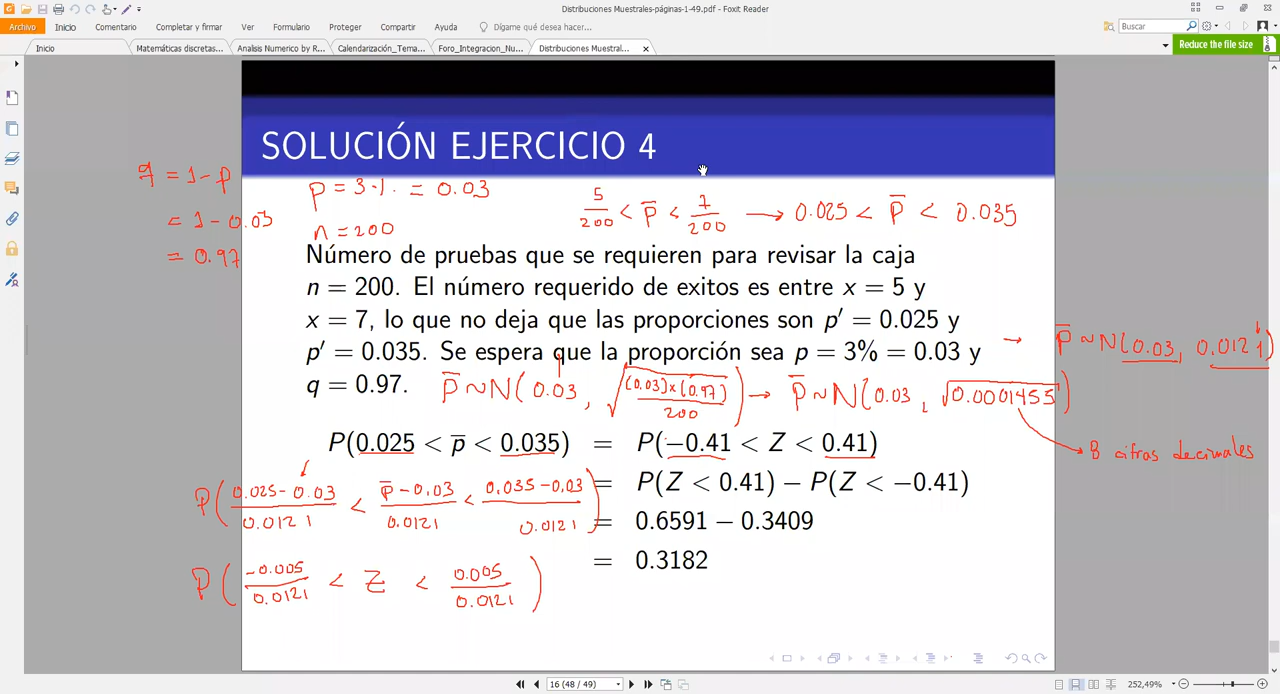 Distribuciones Muestrales-páginas-1-49.pdf - Foxit Reader
Archivo Inicio Comentario Completar y firmar Ver Formulario Proteger Compartir Ayuda Dígame qué desea hacer... Buscar
Inicio Matemáticas discretas... Analisis Numerico by R... Calendarización_Tema... Foro_Integracion_Nu... Distribuciones Muestral... x Reduce the file size
SOLUCIÓN EJERCICIO 4
q = 1 - p
= 1 - 0.03
= 0.97
p = 3·1. = 0.03
n = 200
5/200 < p̅ < 7/200 → 0.025 < p̅ < 0.035
Número de pruebas que se requieren para revisar la caja
n = 200. El número requerido de exitos es entre x = 5 y
x = 7, lo que no deja que las proporciones son p′ = 0.025 y
p′ = 0.035. Se espera que la proporción sea p = 3% = 0.03 y
q = 0.97.
p̅ ~ N(0.03, √((0.03)x(0.97)/200)) → p̅ ~ N(0.03, √0.0001455)
→ p̅ ~ N(0.03, 0.0121)
8 cifras decimales
P(0.025 < p̅ < 0.035) = P(−0.41 < Z < 0.41)
= P(Z < 0.41) − P(Z < −0.41)
= 0.6591 − 0.3409
= 0.3182
P((0.025-0.03)/0.0121 < (p̅-0.03)/0.0121 < (0.035-0.03)/0.0121)
P(-0.005/0.0121 < Z < 0.005/0.0121)
16 (48 / 49)
252,49%